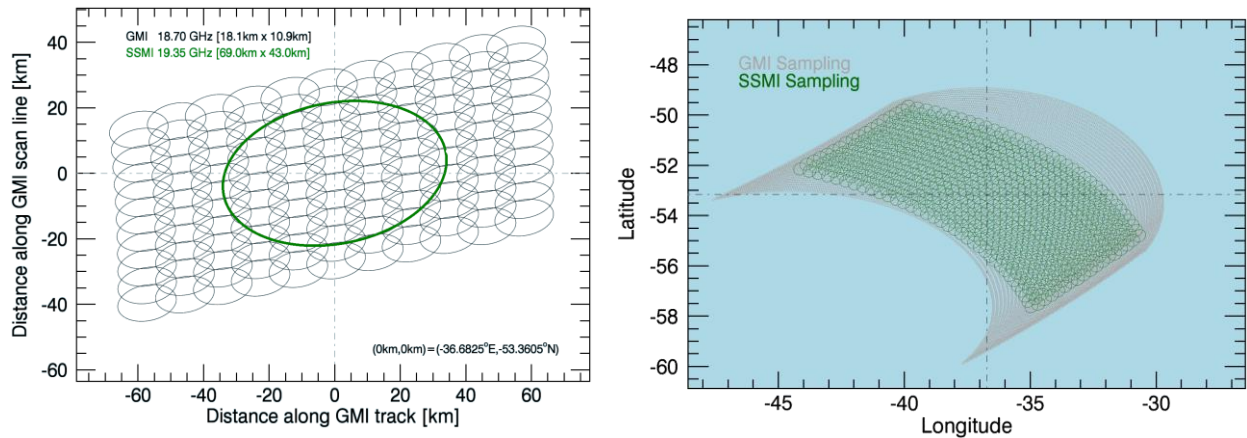 GMI 18.70 GHz [18.1km x 10.9km]
SSMI 19.35 GHz [69.0km x 43.0km]
40
20
0
-20
-40
-60
Distance along GMI scan line [km]
(0km,0km)=(-36.6825°E,-53.3605°N)
-60 -40 -20 0 20 40 60
Distance along GMI track [km]
GMI Sampling
SSMI Sampling
-48
-50
-52
-54
-56
-58
-60
Latitude
-45 -40 -35 -30
Longitude